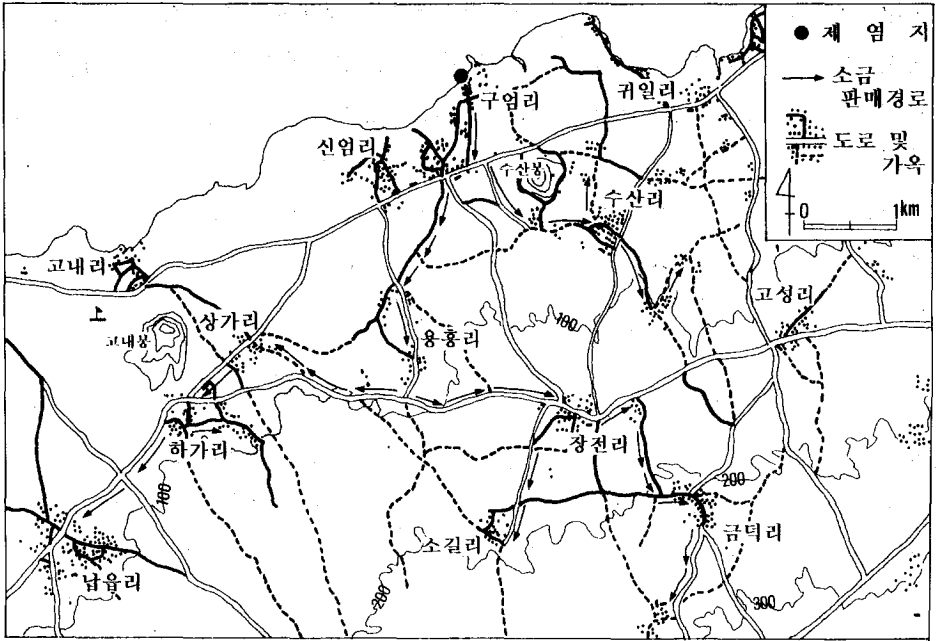 제 염 지
소금
판매경로
도로 및
가옥
0 1km
구엄리
귀일리
신엄리
수산봉
수산리
고내리
고성리
상가리
고내봉
100
용흥리
장전리
하가리
100
200
소길리
금덕리
납읍리
200
300